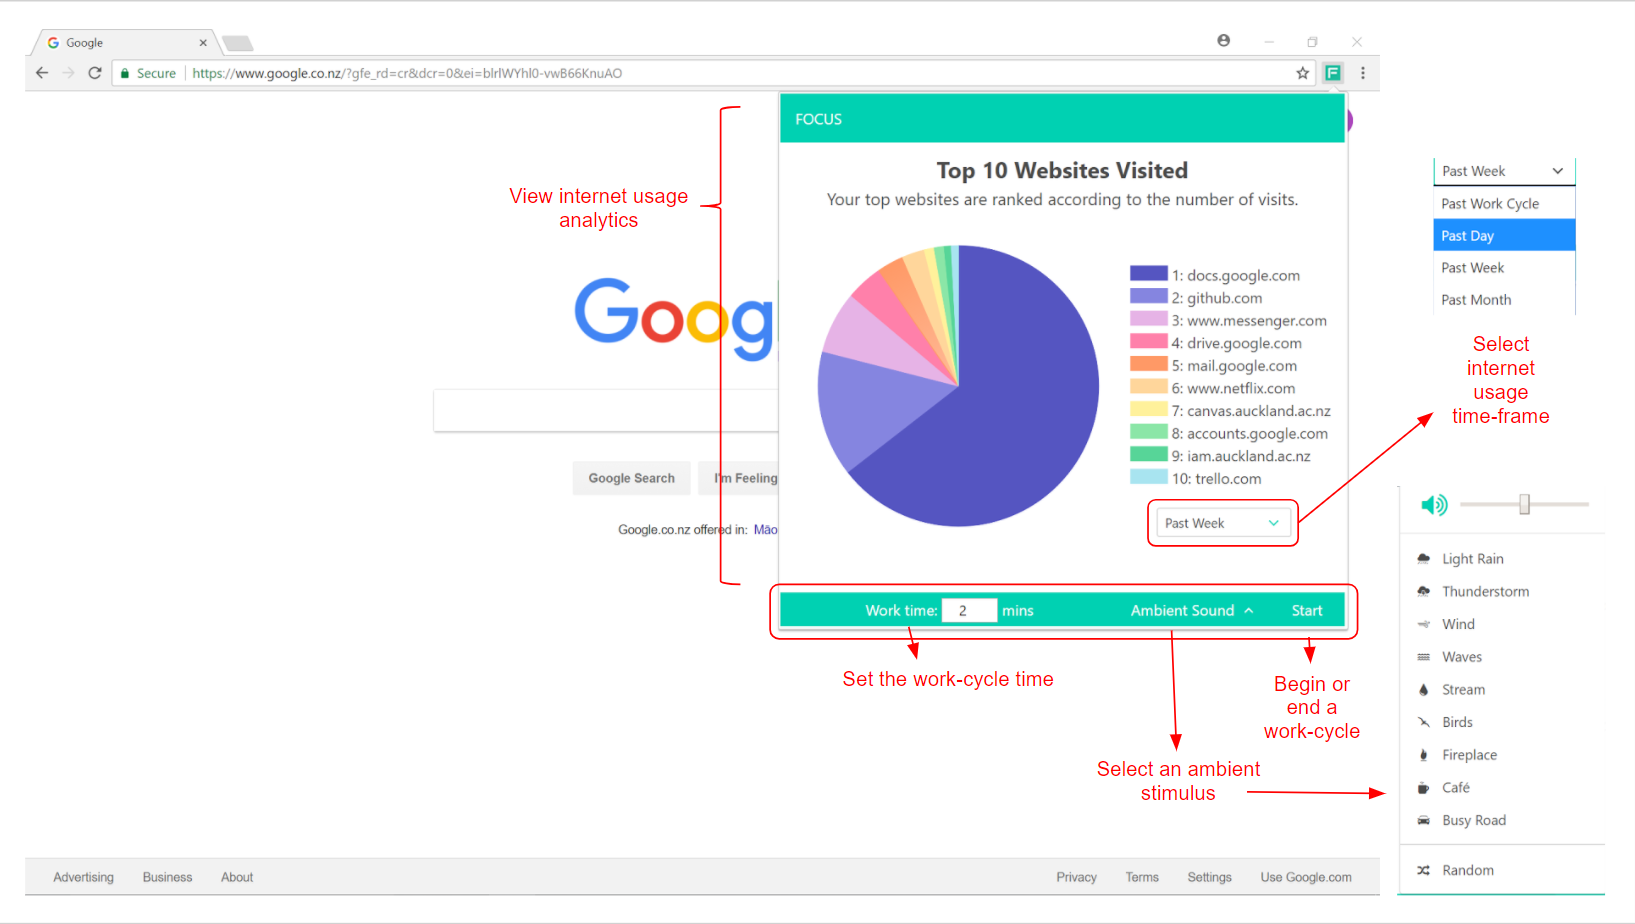 Google
Secure
https://www.google.co.nz/?gfe_rd=cr&dcr=0&ei=blrlWYhl0-vwB66KnuAO
FOCUS
Top 10 Websites Visited
Your top websites are ranked according to the number of visits.
View internet usage
analytics
Google
1: docs.google.com
2: github.com
3: www.messenger.com
4: drive.google.com
5: mail.google.com
6: www.netflix.com
7: canvas.auckland.ac.nz
8: accounts.google.com
9: iam.auckland.ac.nz
10: trello.com
Past Week
Google Search
I'm Feeling
Google.co.nz offered in: Māo
Work time: 2 mins
Ambient Sound
Start
Set the work-cycle time
Begin or
end a
work-cycle
Select an ambient
stimulus
Past Week
Past Work Cycle
Past Day
Past Week
Past Month
Select
internet
usage
time-frame
Light Rain
Thunderstorm
Wind
Waves
Stream
Birds
Fireplace
Café
Busy Road
Random
Advertising
Business
About
Privacy
Terms
Settings
Use Google.com